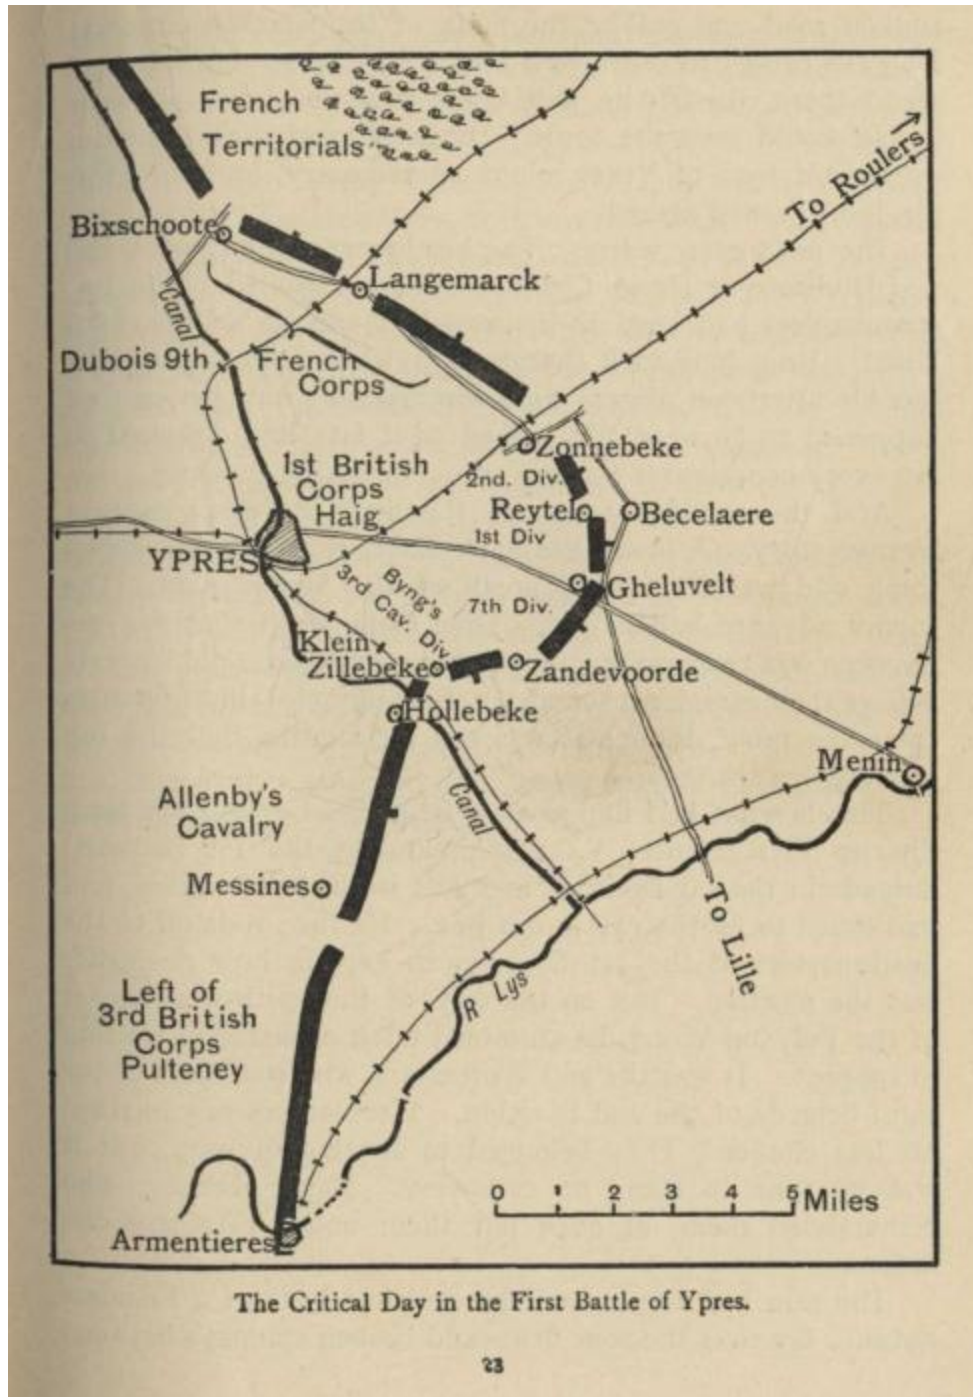 French
Territorials
To Roulers
Bixschoote
Langemarck
Canal
Dubois 9th
French
Corps
Zonnebeke
1st British
Corps
Haig
2nd. Div.
Reytel
Becelaere
1st Div
YPRES
Gheluvelt
Byng's
3rd Cav. Div.
7th Div.
Klein
Zillebeke
Zandevoorde
Hollebeke
Menin
Allenby's
Cavalry
Canal
Messines
To Lille
Left of
3rd British
Corps
Pulteney
R Lys
0 1 2 3 4 5 Miles
Armentieres
The Critical Day in the First Battle of Ypres.
23